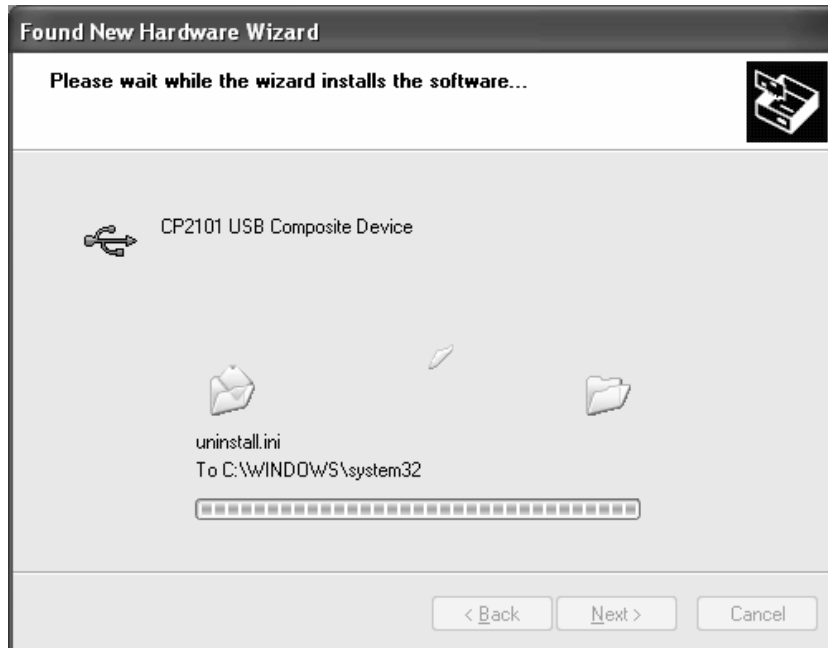 Found New Hardware Wizard
Please wait while the wizard installs the software...
CP2101 USB Composite Device
uninstall.ini
To C:\WINDOWS\system32
< Back
Next >
Cancel